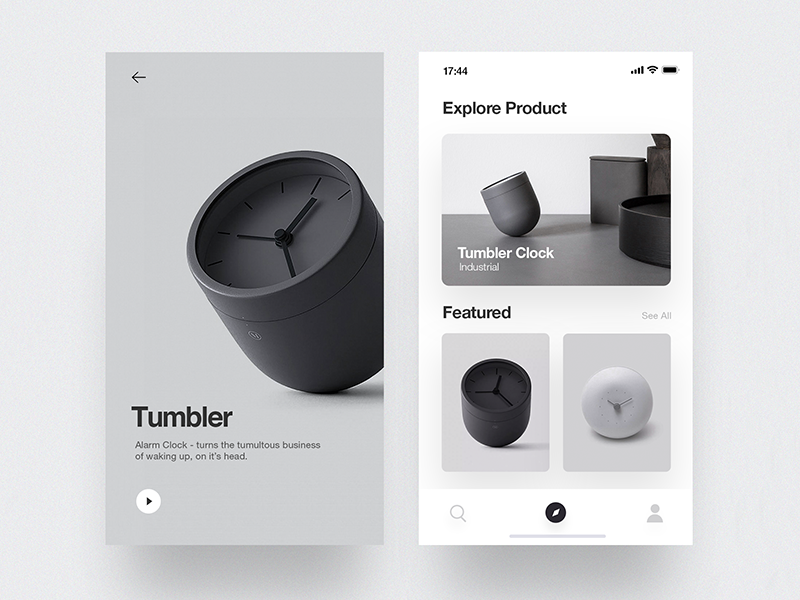 Tumbler
Alarm Clock - turns the tumultous business
of waking up, on it's head.
17:44
Explore Product
Tumbler Clock
Industrial
Featured
See All